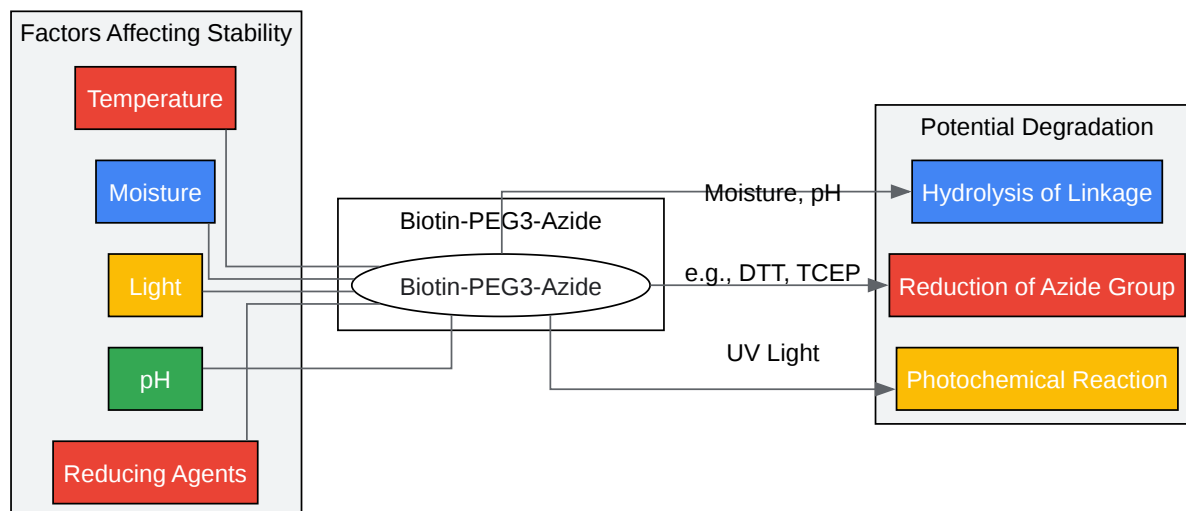 Factors Affecting Stability
Temperature
Moisture
Light
pH
Reducing Agents
Biotin-PEG3-Azide
Biotin-PEG3-Azide
Moisture, pH
e.g., DTT, TCEP
UV Light
Potential Degradation
Hydrolysis of Linkage
Reduction of Azide Group
Photochemical Reaction